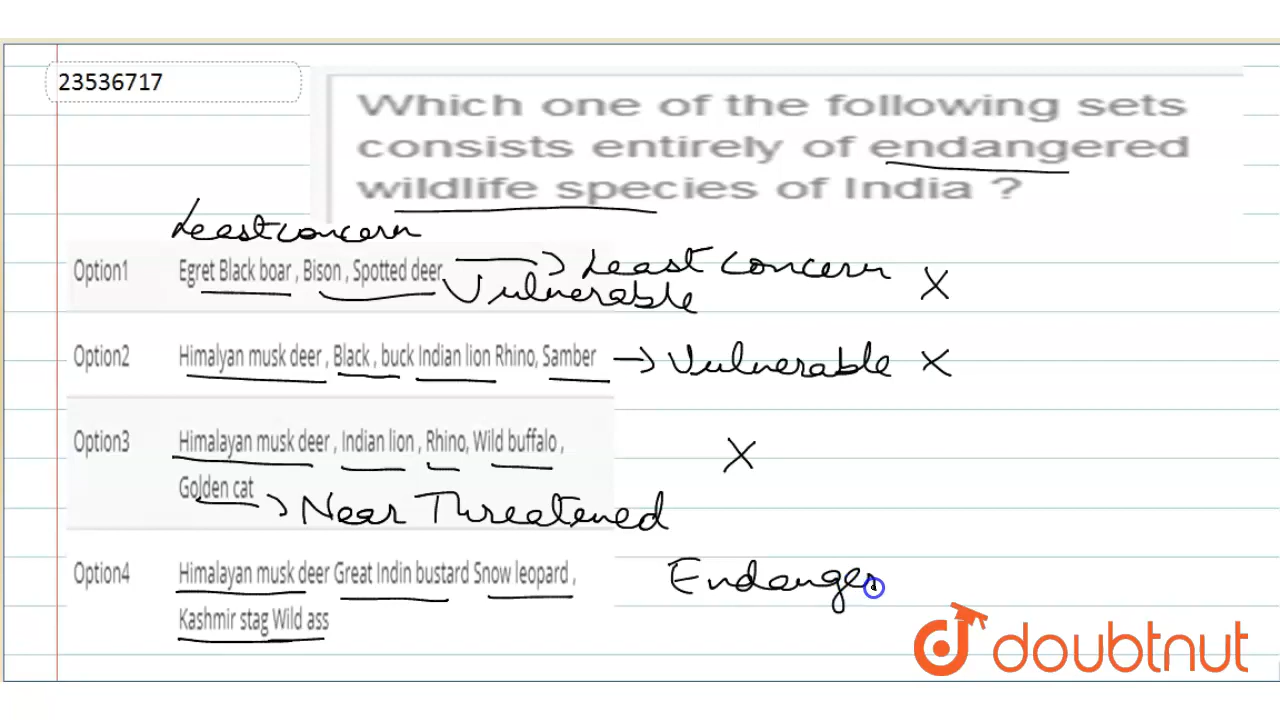 23536717
Which one of the following sets
consists entirely of endangered
wildlife species of India ?
Least concern
Option1 Egret Black boar , Bison , Spotted deer → Least concern X
Vulnerable
Option2 Himalyan musk deer , Black , buck Indian lion Rhino, Samber → Vulnerable X
Option3 Himalayan musk deer , Indian lion , Rhino, Wild buffalo , X
Golden cat → Near Threatened
Option4 Himalayan musk deer Great Indin bustard Snow leopard , Endanger
Kashmir stag Wild ass
doubtnut